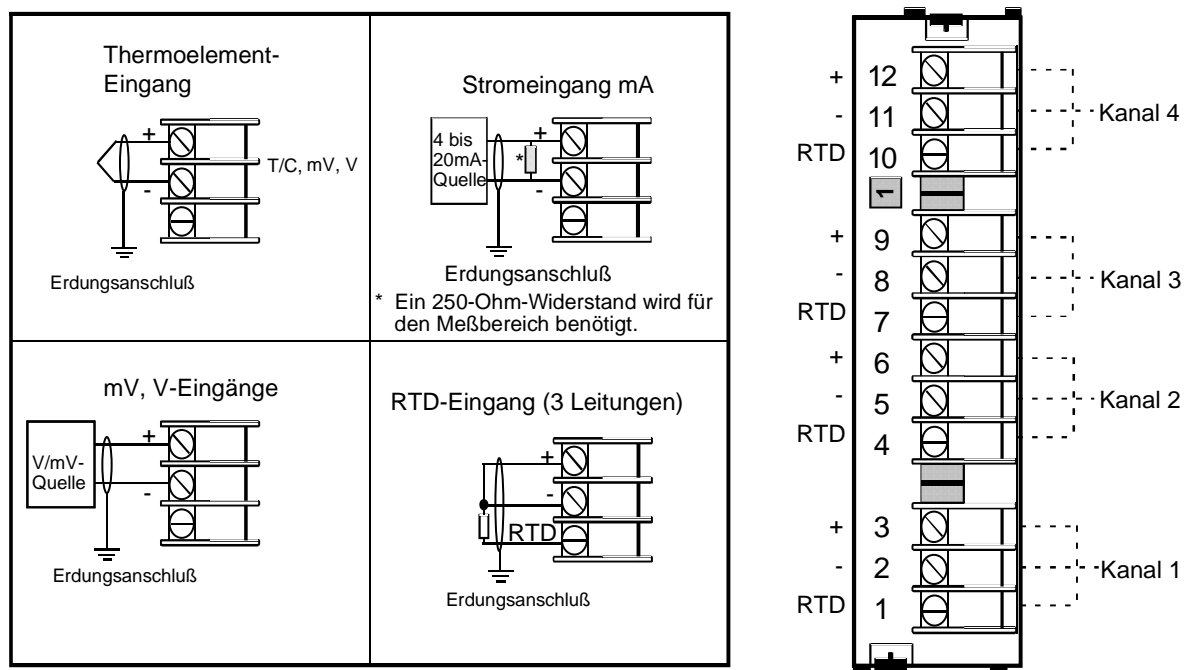 Thermoelement-
Eingang
+
-
T/C, mV, V
Erdungsanschluß
Stromeingang mA
4 bis
20mA-
Quelle
+
*
-
Erdungsanschluß
* Ein 250-Ohm-Widerstand wird für
den Meßbereich benötigt.
mV, V-Eingänge
V/mV-
Quelle
+
-
Erdungsanschluß
RTD-Eingang (3 Leitungen)
+
-
RTD
Erdungsanschluß
+ 12
- 11 Kanal 4
RTD 10
1
+ 9
- 8 Kanal 3
RTD 7
+ 6
- 5 Kanal 2
RTD 4
+ 3
- 2 Kanal 1
RTD 1